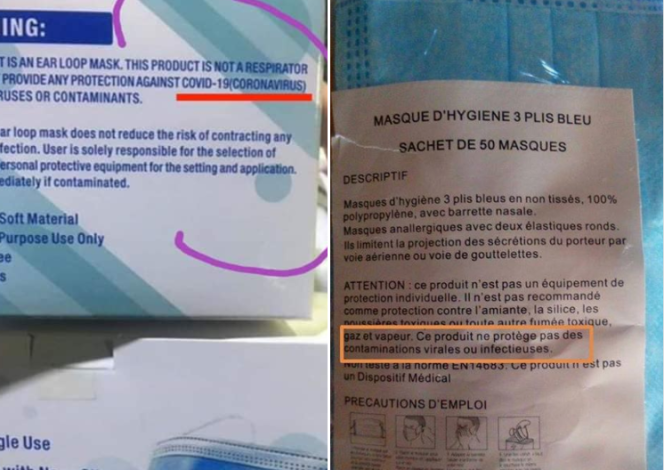 ING:
T IS AN EAR LOOP MASK. THIS PRODUCT IS NOT A RESPIRATOR
PROVIDE ANY PROTECTION AGAINST COVID-19(CORONAVIRUS)
RUSES OR CONTAMINANTS.
ar loop mask does not reduce the risk of contracting any
fection. User is solely responsible for the selection of
ersonal protective equipment for the setting and application.
ediately if contaminated.
Soft Material
Purpose Use Only
ee
s
gle Use
MASQUE D'HYGIENE 3 PLIS BLEU
SACHET DE 50 MASQUES
DESCRIPTIF
Masques d'hygiène 3 plis bleus en non tissés, 100%
polypropylène, avec barrette nasale.
Masques anallergiques avec deux élastiques ronds.
Ils limitent la projection des sécrétions du porteur par
voie aérienne ou voie de gouttelettes.
ATTENTION : ce produit n'est pas un équipement de
protection individuelle. Il n'est pas recommandé
comme protection contre l'amiante, la silice, les
poussières toxiques ou toute autre fumée toxique,
gaz et vapeur. Ce produit ne protège pas des
contaminations virales ou infectieuses.
Non testé à la norme EN14683. Ce produit n'est pas
un Dispositif Médical
PRECAUTIONS D'EMPLOI